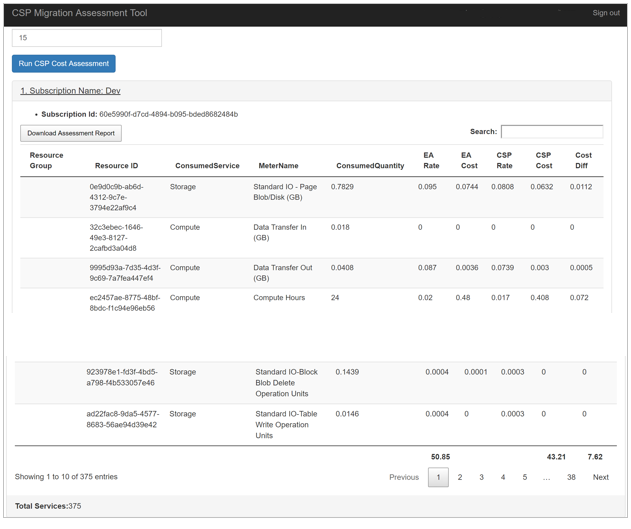 CSP Migration Assessment Tool Sign out
15
Run CSP Cost Assessment
1. Subscription Name: Dev
• Subscription Id: 60e5990f-d7cd-4894-b095-bded8682484b
Download Assessment Report Search:
Resource Group Resource ID ConsumedService MeterName ConsumedQuantity EA Rate EA Cost CSP Rate CSP Cost Cost Diff
0e9d0c9b-ab6d- Storage Standard IO - Page 0.7829 0.095 0.0744 0.0808 0.0632 0.0112
4312-9c7e- Blob/Disk (GB)
3794e22af9c4
32c3ebec-1646- Compute Data Transfer In 0.018 0 0 0 0 0
49e3-8127- (GB)
2cafbd3a04d8
9995d93a-7d35-4d3f- Compute Data Transfer Out 0.0408 0.087 0.0036 0.0739 0.003 0.0005
9c69-7a7fea447ef4 (GB)
ec2457ae-8775-48bf- Compute Compute Hours 24 0.02 0.48 0.017 0.408 0.072
8bdc-f1c94e96eb56
923978e1-fd3f-4bd5- Storage Standard IO-Block 0.1439 0.0004 0.0001 0.0003 0 0
a798-f4b533057e46 Blob Delete
Operation Units
ad22fac8-9da5-4577- Storage Standard IO-Table 0.0146 0.0004 0 0.0003 0 0
8683-56ae94d39e42 Write Operation
Units
50.85 43.21 7.62
Showing 1 to 10 of 375 entries Previous 1 2 3 4 5 … 38 Next
Total Services:375